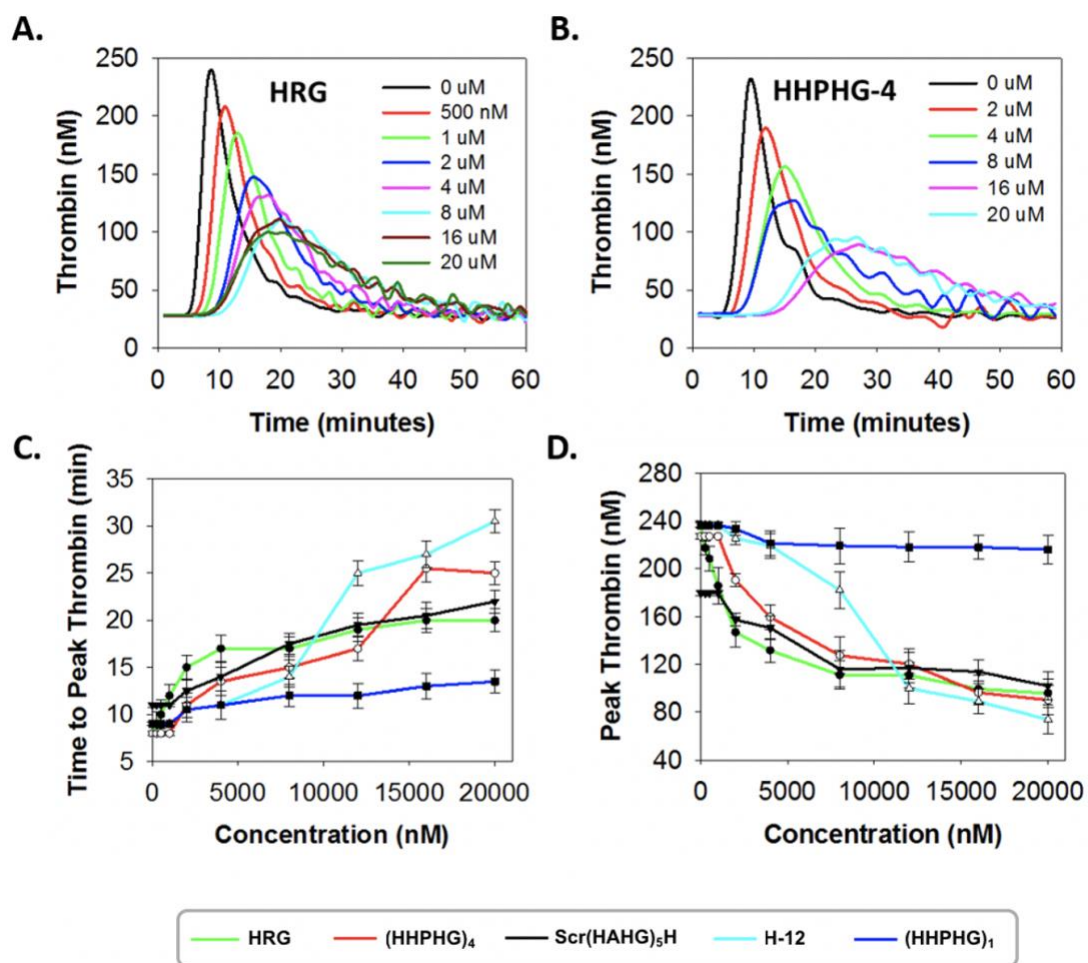 A.
B.
250
200
150
100
50
0
Thrombin (nM)
HRG
0 uM
500 nM
1 uM
2 uM
4 uM
8 uM
16 uM
20 uM
0 10 20 30 40 50 60
Time (minutes)
250
200
150
100
50
0
Thrombin (nM)
HHPHG-4
0 uM
2 uM
4 uM
8 uM
16 uM
20 uM
0 10 20 30 40 50 60
Time (minutes)
C.
D.
35
30
25
20
15
10
5
Time to Peak Thrombin (min)
0 5000 10000 15000 20000
Concentration (nM)
280
240
200
160
120
80
40
Peak Thrombin (nM)
0 5000 10000 15000 20000
Concentration (nM)
HRG (HHPHG)₄ Scr(HAHG)₅H H-12 (HHPHG)₁